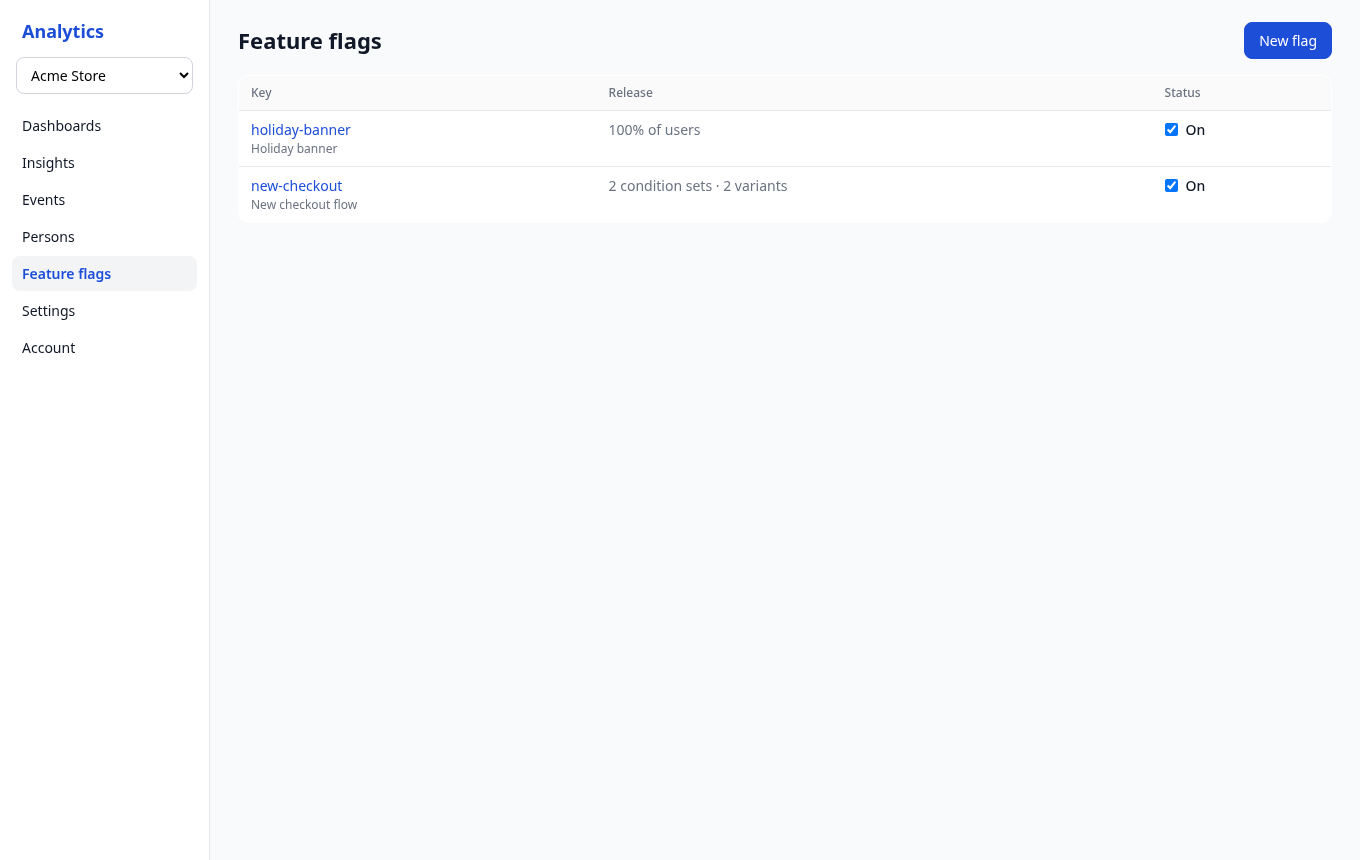 Analytics
Acme Store
Dashboards
Insights
Events
Persons
Feature flags
Settings
Account
Feature flags
New flag
Key Release Status
holiday-banner 100% of users On
Holiday banner
new-checkout 2 condition sets · 2 variants On
New checkout flow